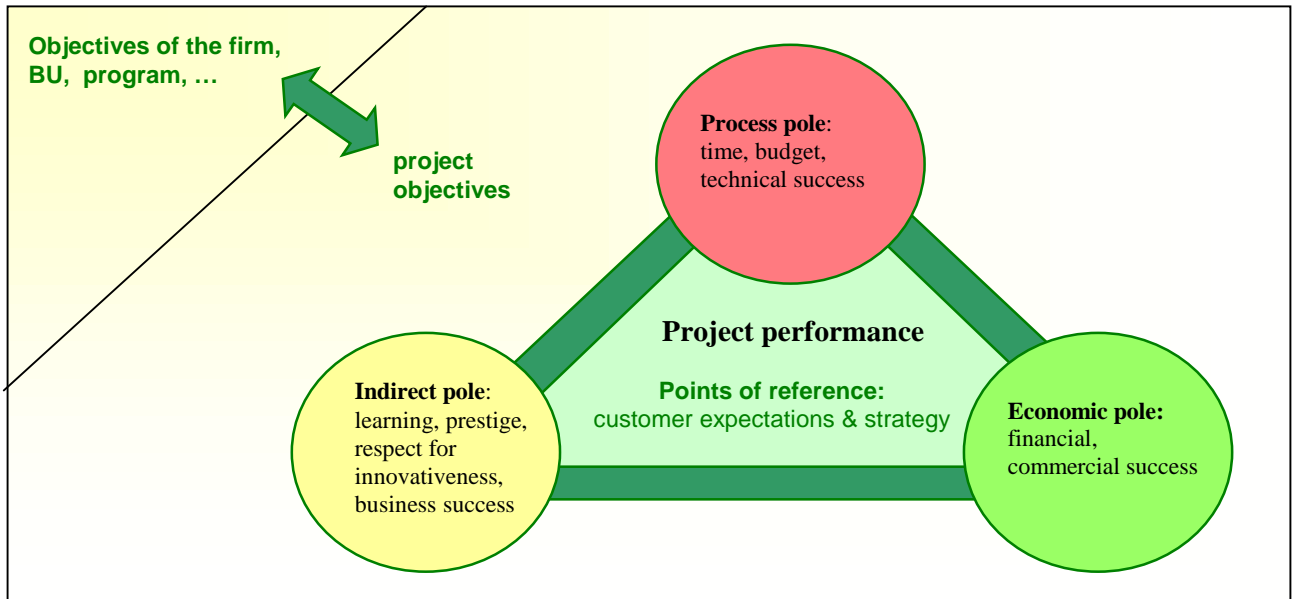 Objectives of the firm,
BU, program, …
project
objectives
Process pole:
time, budget,
technical success
Project performance
Points of reference:
customer expectations & strategy
Indirect pole:
learning, prestige,
respect for
innovativeness,
business success
Economic pole:
financial,
commercial success